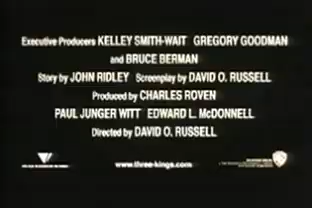 Executive Producers KELLEY SMITH-WAIT GREGORY GOODMAN
and BRUCE BERMAN
Story by JOHN RIDLEY Screenplay by DAVID O. RUSSELL
Produced by CHARLES ROVEN
PAUL JUNGER WITT EDWARD L. McDONNELL
Directed by DAVID O. RUSSELL
www.three-kings.com